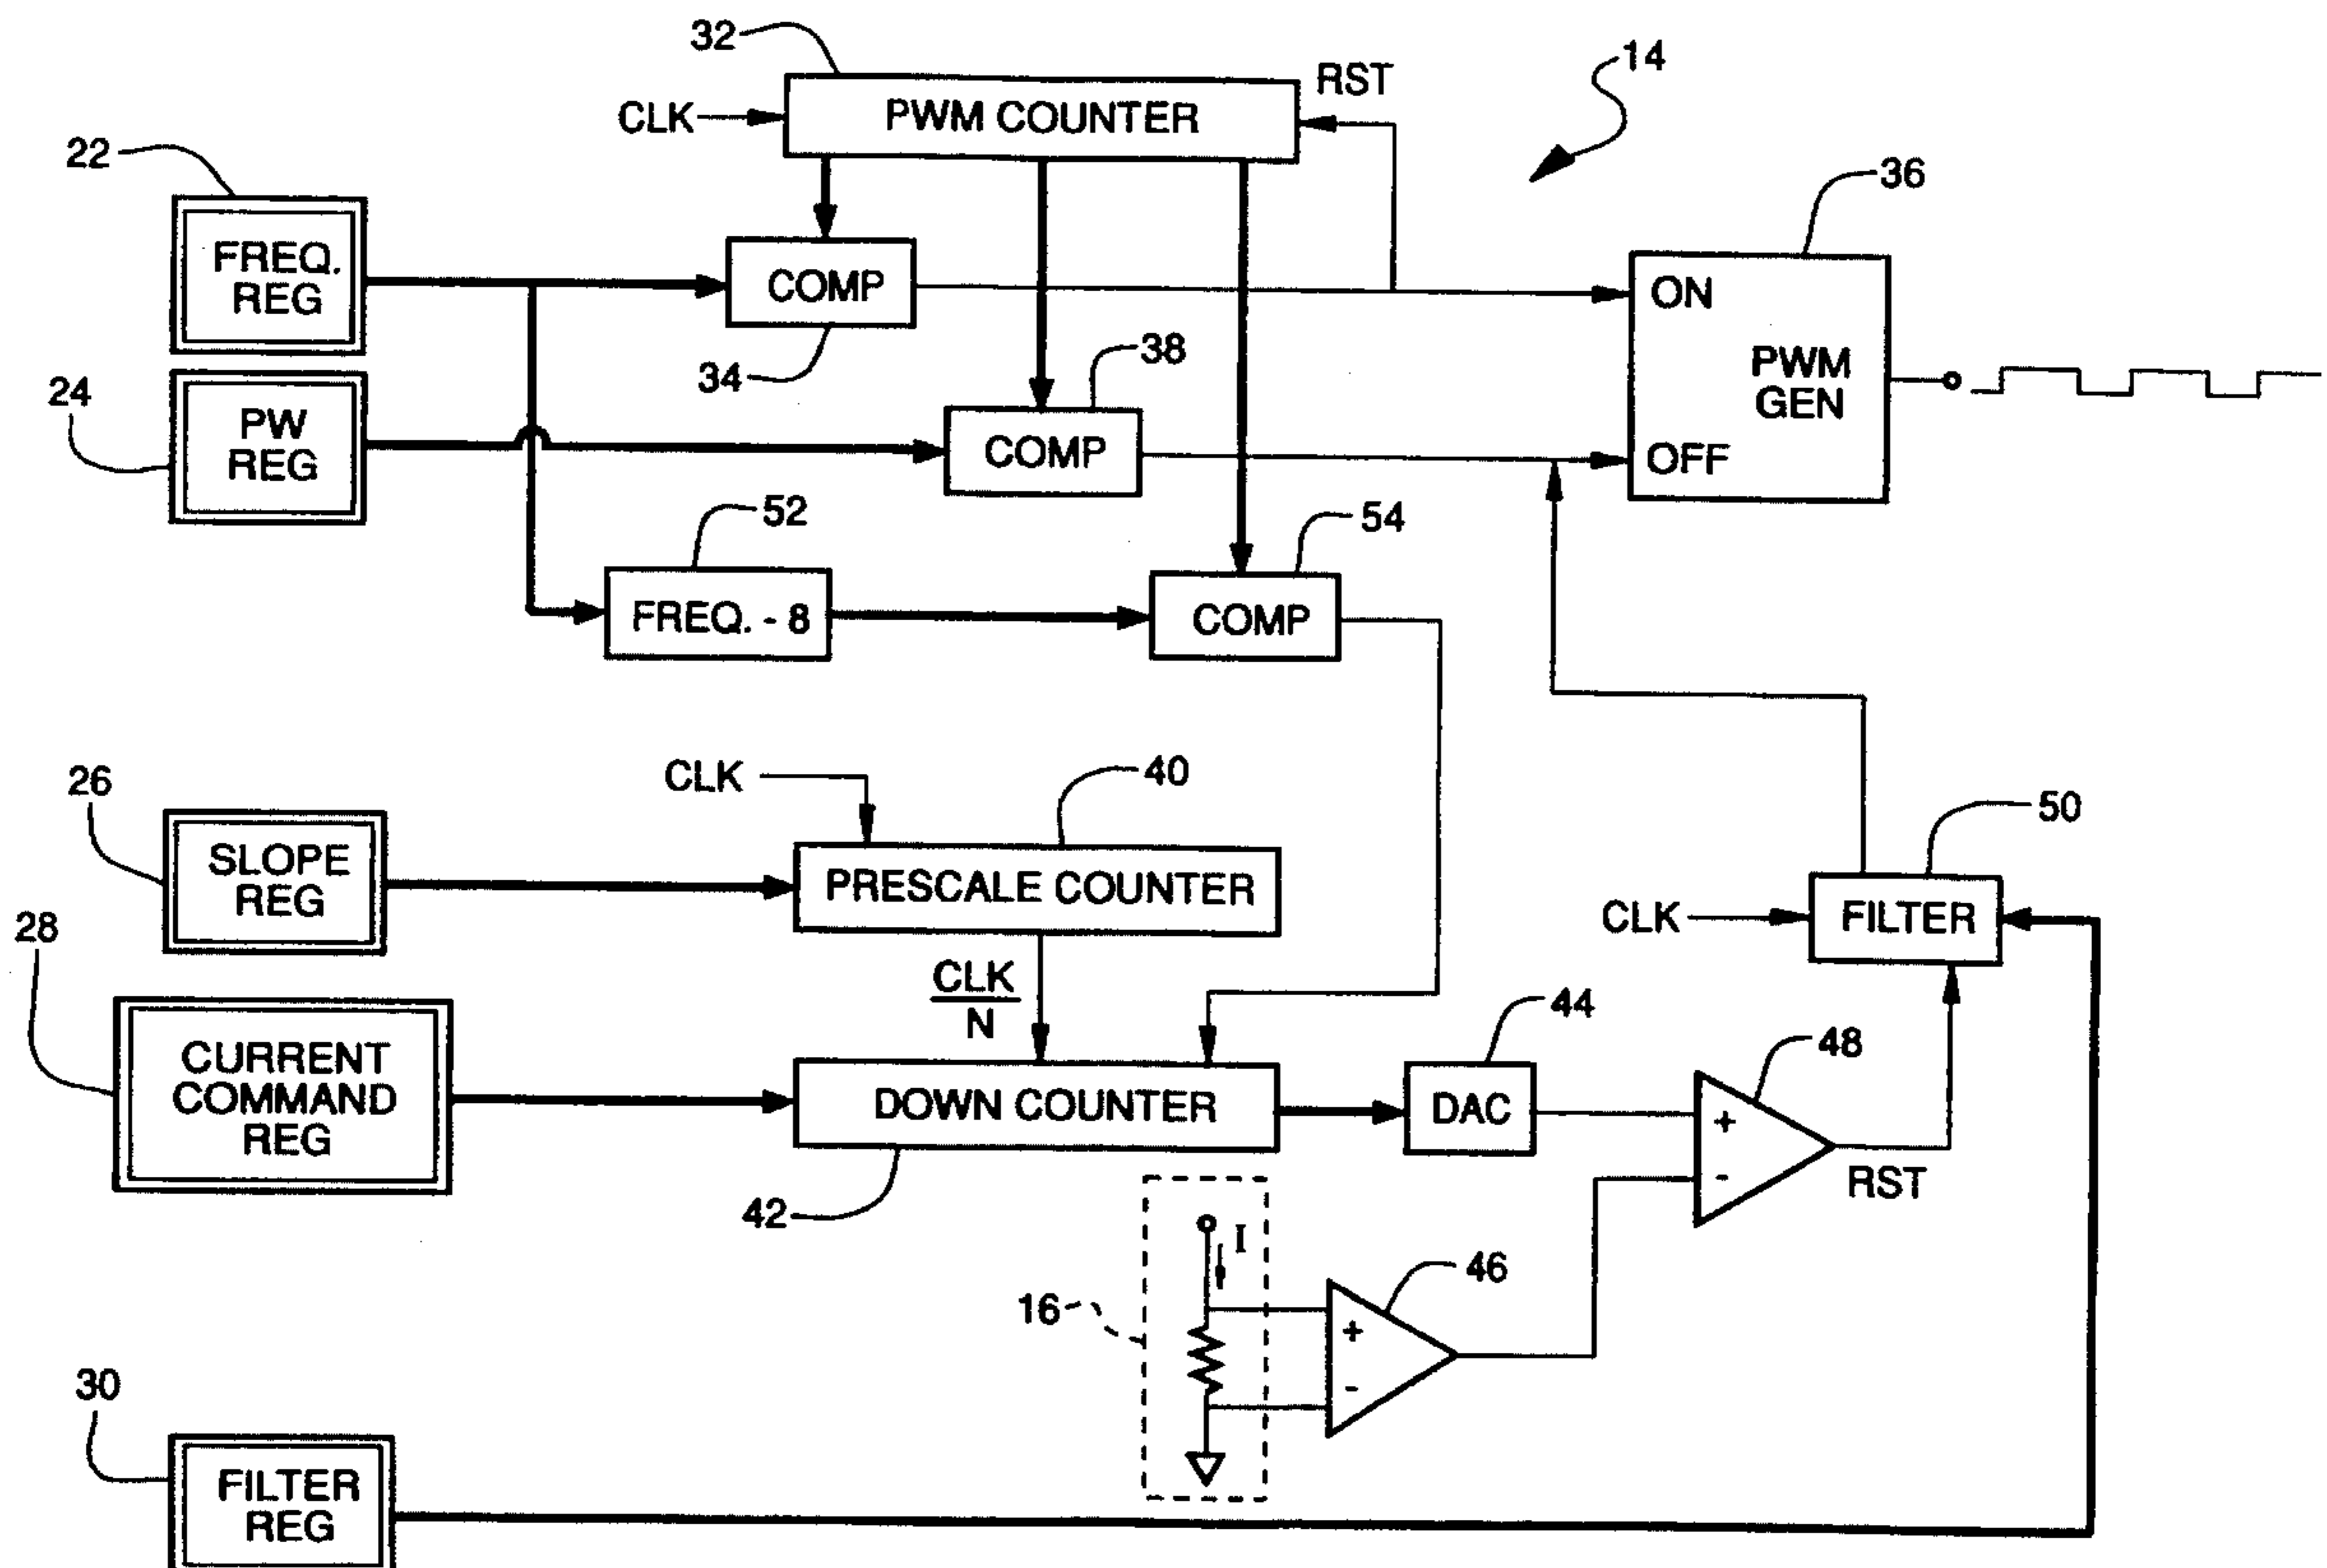 32
RST
14
CLK
PWM COUNTER
22
36
FREQ.
REG
COMP
ON
34
38
24
PW
REG
PWM
GEN
COMP
OFF
52
54
FREQ. - 8
COMP
26
CLK
40
50
SLOPE
REG
PRESCALE COUNTER
CLK
FILTER
28
CLK
N
44
48
CURRENT
COMMAND
REG
DOWN COUNTER
DAC
+
-
RST
42
I
46
16
+
-
30
FILTER
REG